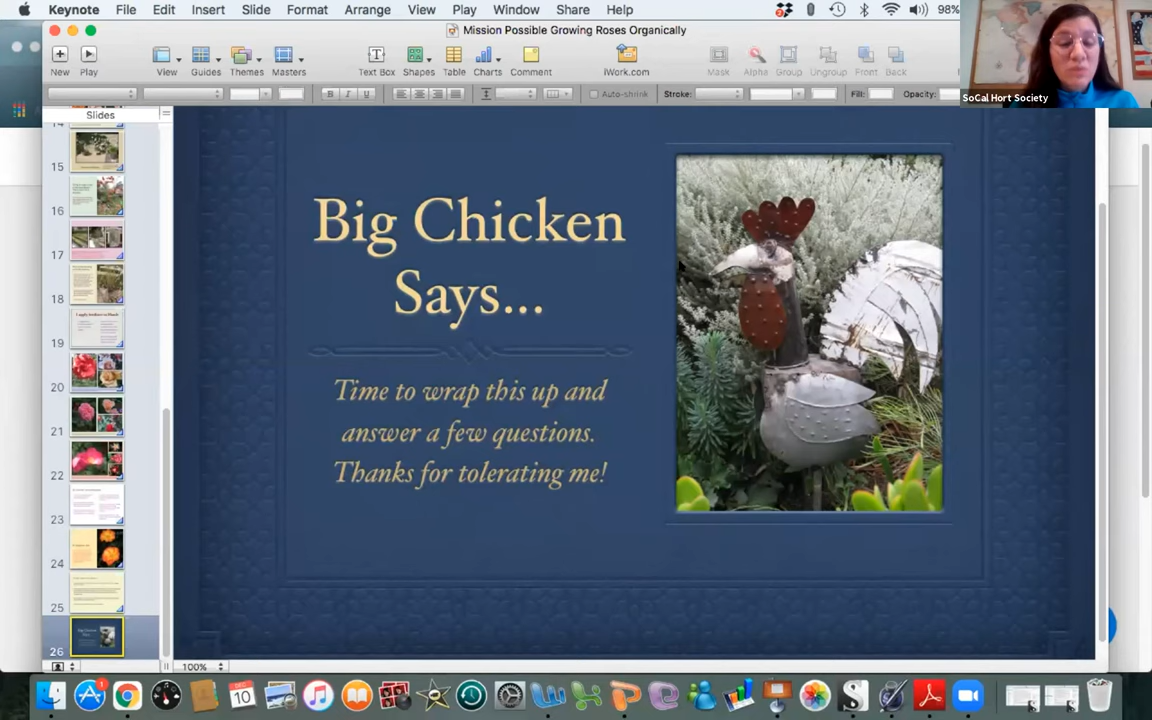 Keynote File Edit Insert Slide Format Arrange View Play Window Share Help
98%
Mission Possible Growing Roses Organically
New Play View Guides Themes Masters Text Box Shapes Table Charts Comment iWork.com Mask Alpha Group Ungroup Front Back
B I U Auto-shrink Stroke: Fill: Opacity:
SoCal Hort Society
Slides
15
16
17
18
19
20
21
22
23
24
25
26
Big Chicken
Says...
Time to wrap this up and
answer a few questions.
Thanks for tolerating me!
100%
10